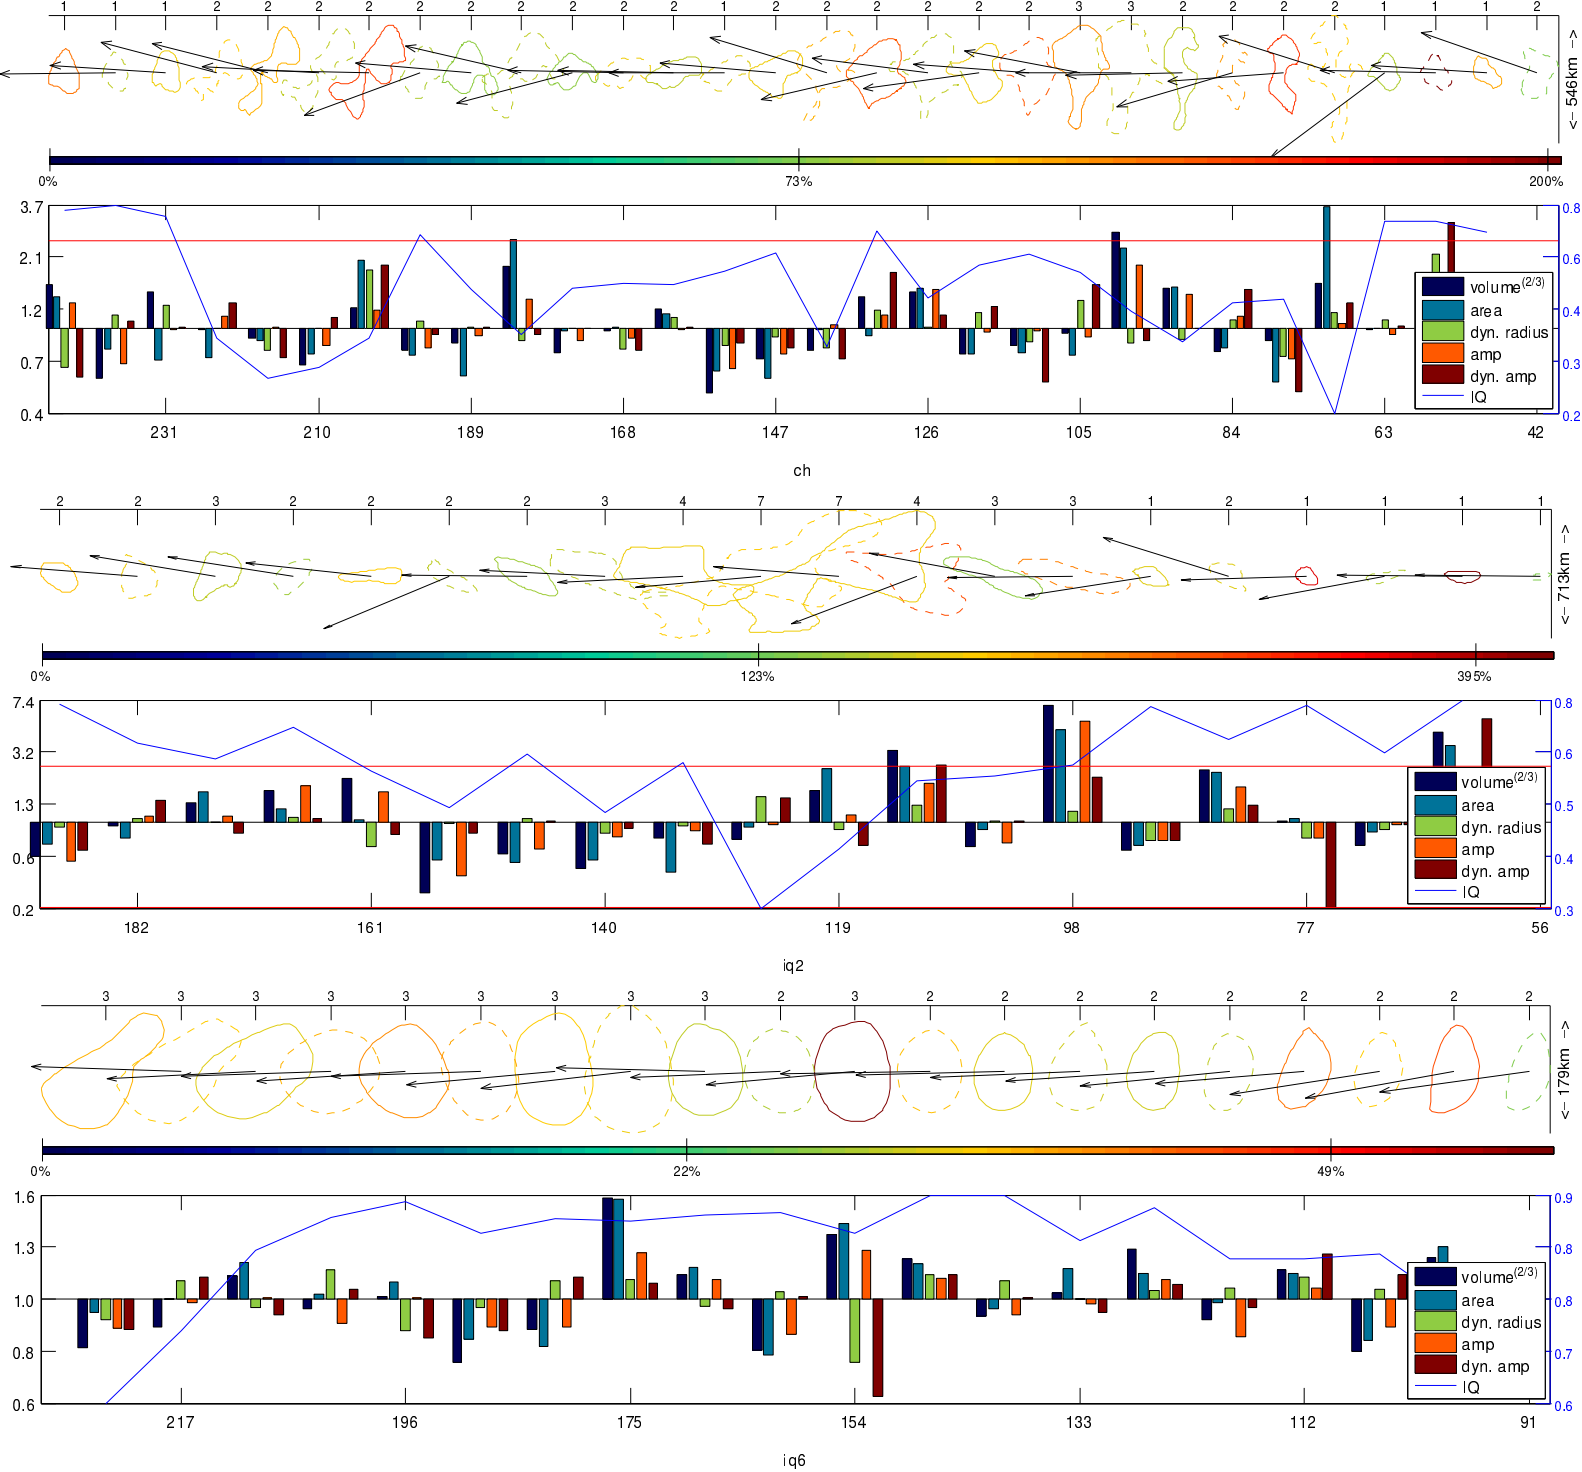 1 1 1 2 2 2 2 2 2 2 2 2 2 1 2 2 2 2 2 2 3 3 2 2 2 2 1 1 1 2
<- 546km ->
0% 73% 200%
3.7 0.8
2.1 0.6
1.2 0.4
0.7 0.3
0.4 0.2
volume(2/3)
area
dyn. radius
amp
dyn. amp
IQ
231 210 189 168 147 126 105 84 63 42
ch
2 2 3 2 2 2 2 3 4 7 7 4 3 3 1 2 1 1 1 1
<- 713km ->
0% 123% 395%
7.4 0.8
3.2 0.6
1.3 0.5
0.6 0.4
0.2 0.3
volume(2/3)
area
dyn. radius
amp
dyn. amp
IQ
182 161 140 119 98 77 56
iq2
3 3 3 3 3 3 3 3 3 2 3 2 2 2 2 2 2 2 2 2
<- 179km ->
0% 22% 49%
1.6 0.9
1.3 0.8
1.0 0.8
0.8 0.7
0.6 0.6
volume(2/3)
area
dyn. radius
amp
dyn. amp
IQ
217 196 175 154 133 112 91
iq6